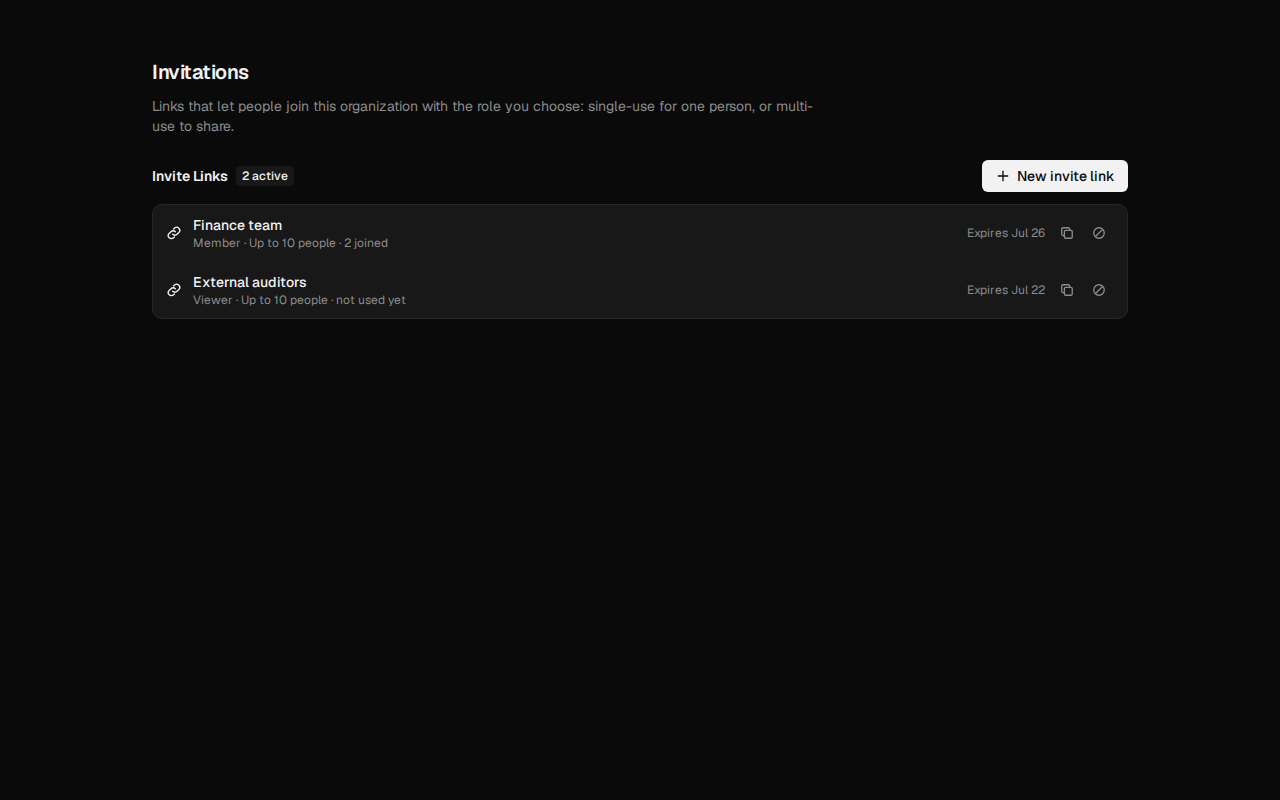 Invitations
Links that let people join this organization with the role you choose: single-use for one person, or multi-
use to share.
Invite Links 2 active
New invite link
Finance team
Member · Up to 10 people · 2 joined
Expires Jul 26
External auditors
Viewer · Up to 10 people · not used yet
Expires Jul 22